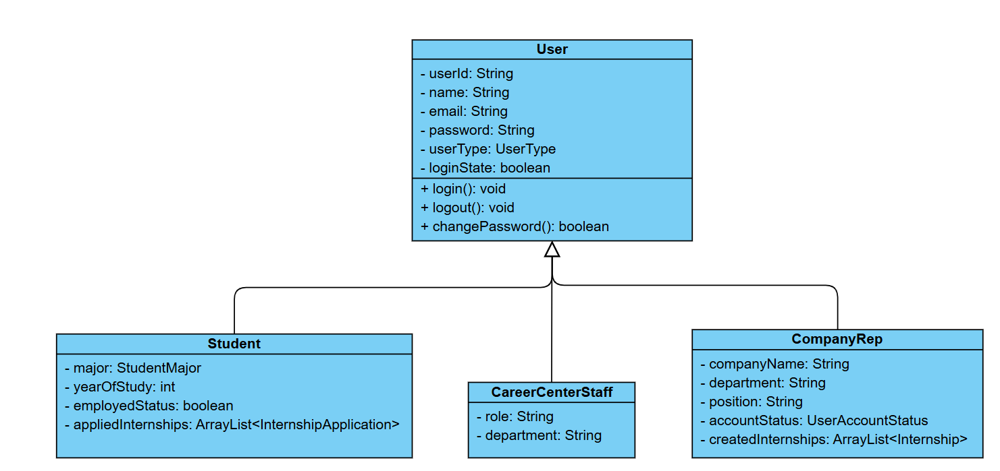 User
- userId: String
- name: String
- email: String
- password: String
- userType: UserType
- loginState: boolean
+ login(): void
+ logout(): void
+ changePassword(): boolean
Student
- major: StudentMajor
- yearOfStudy: int
- employedStatus: boolean
- appliedInternships: ArrayList<InternshipApplication>
CareerCenterStaff
- role: String
- department: String
CompanyRep
- companyName: String
- department: String
- position: String
- accountStatus: UserAccountStatus
- createdInternships: ArrayList<Internship>